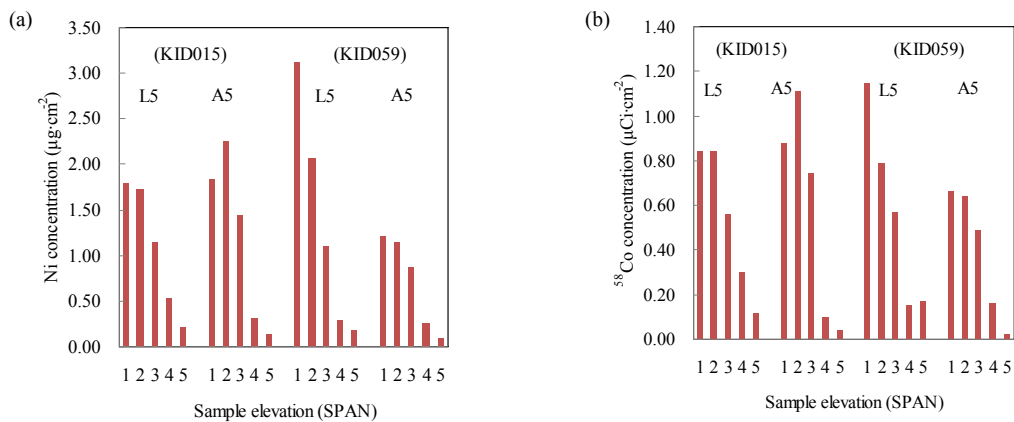 (a)
Ni concentration (µg·cm⁻²)
3.50
3.00
2.50
2.00
1.50
1.00
0.50
0.00
(KID015) (KID059)
L5 A5 L5 A5
1 2 3 4 5 1 2 3 4 5 1 2 3 4 5 1 2 3 4 5
Sample elevation (SPAN)
(b)
⁵⁸Co concentration (µCi·cm⁻²)
1.40
1.20
1.00
0.80
0.60
0.40
0.20
0.00
(KID015) (KID059)
L5 A5 L5 A5
1 2 3 4 5 1 2 3 4 5 1 2 3 4 5 1 2 3 4 5
Sample elevation (SPAN)